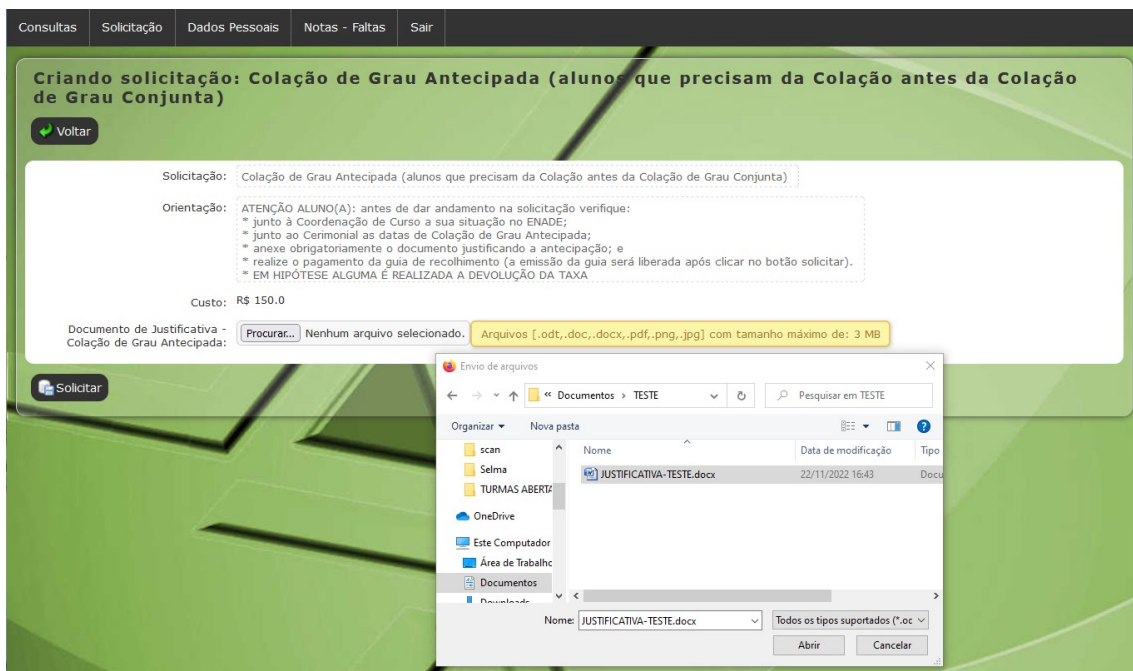 Consultas Solicitação Dados Pessoais Notas - Faltas Sair
Criando solicitação: Colação de Grau Antecipada (alunos que precisam da Colação antes da Colação
de Grau Conjunta)
Voltar
Solicitação: Colação de Grau Antecipada (alunos que precisam da Colação antes da Colação de Grau Conjunta)
Orientação: ATENÇÃO ALUNO(A): antes de dar andamento na solicitação verifique:
* junto à Coordenação de Curso a sua situação no ENADE;
* junto ao Cerimonial as datas de Colação de Grau Antecipada;
* anexe obrigatoriamente o documento justificando a antecipação; e
* realize o pagamento da guia de recolhimento (a emissão da guia será liberada após clicar no botão solicitar).
* EM HIPÓTESE ALGUMA É REALIZADA A DEVOLUÇÃO DA TAXA
Custo: R$ 150.0
Documento de Justificativa -
Colação de Grau Antecipada: Procurar... Nenhum arquivo selecionado. Arquivos [.odt,.doc,.docx,.pdf,.png,.jpg] com tamanho máximo de: 3 MB
Solicitar
Envio de arquivos
« Documentos › TESTE Pesquisar em TESTE
Organizar Nova pasta
scan
Selma
TURMAS ABERTA
OneDrive
Este Computador
Área de Trabalho
Documentos
Downloads
Nome Data de modificação Tipo
JUSTIFICATIVA-TESTE.docx 22/11/2022 16:43 Docu
Nome: JUSTIFICATIVA-TESTE.docx Todos os tipos suportados (*.oc
Abrir Cancelar